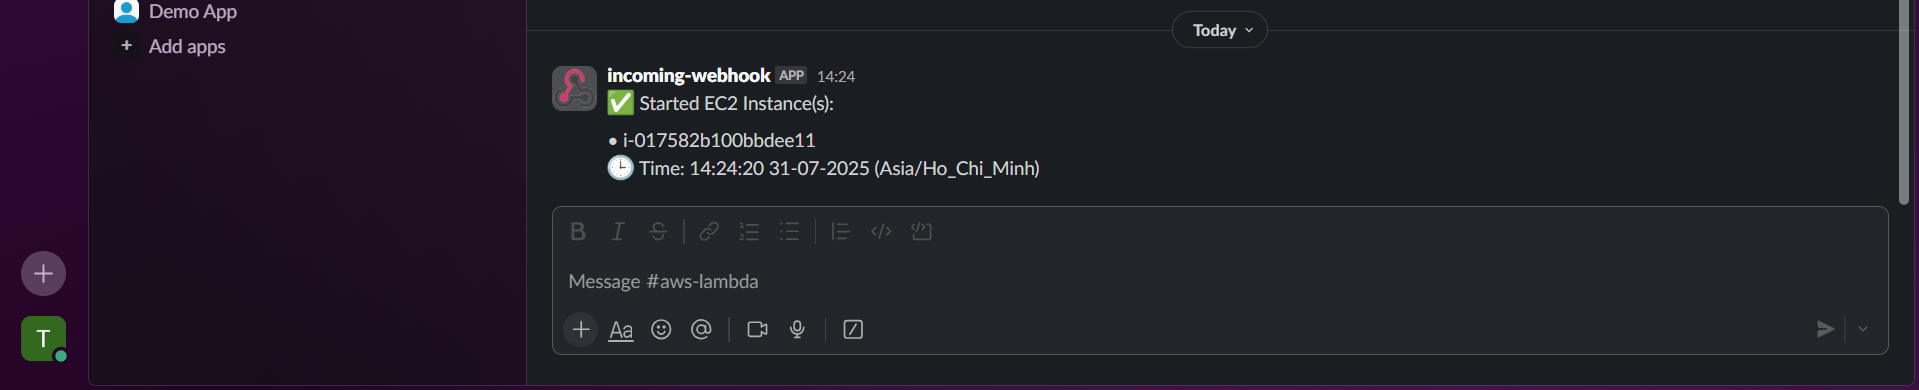 Demo App
+ Add apps
Today
incoming-webhook APP 14:24
✅ Started EC2 Instance(s):
• i-017582b100bbdee11
🕒 Time: 14:24:20 31-07-2025 (Asia/Ho_Chi_Minh)
B I S
Message #aws-lambda
+ Aa @
T